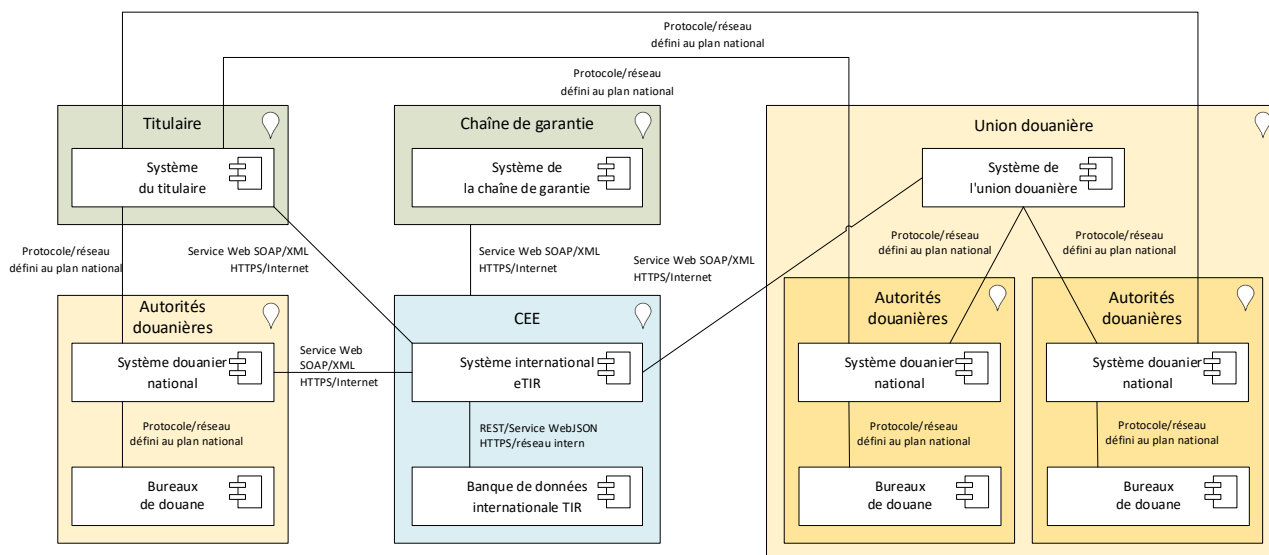 Protocole/réseau
défini au plan national
Protocole/réseau
défini au plan national
Titulaire
Système
du titulaire
Chaîne de garantie
Système de
la chaîne de garantie
Union douanière
Système de
l'union douanière
Protocole/réseau
défini au plan national
Service Web SOAP/XML
HTTPS/Internet
Service Web SOAP/XML
HTTPS/Internet
Service Web SOAP/XML
HTTPS/Internet
Protocole/réseau
défini au plan national
Protocole/réseau
défini au plan national
Autorités
douanières
Système douanier
national
Service Web
SOAP/XML
HTTPS/Internet
CEE
Système international
eTIR
Autorités
douanières
Système douanier
national
Autorités
douanières
Système douanier
national
Protocole/réseau
défini au plan national
REST/Service WebJSON
HTTPS/réseau intern
Protocole/réseau
défini au plan national
Protocole/réseau
défini au plan national
Bureaux
de douane
Banque de données
internationale TIR
Bureaux
de douane
Bureaux
de douane